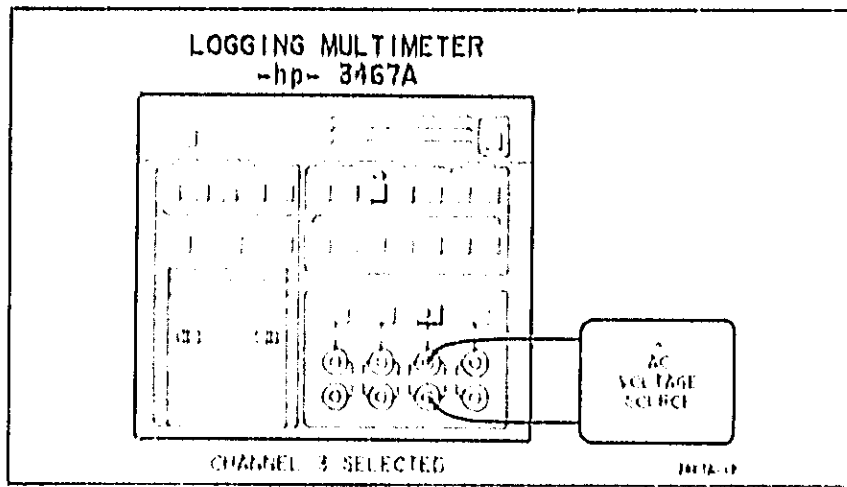 LOGGING MULTIMETER
-hp- 3467A
AC
VOLTAGE
SOURCE
CHANNEL 3 SELECTED